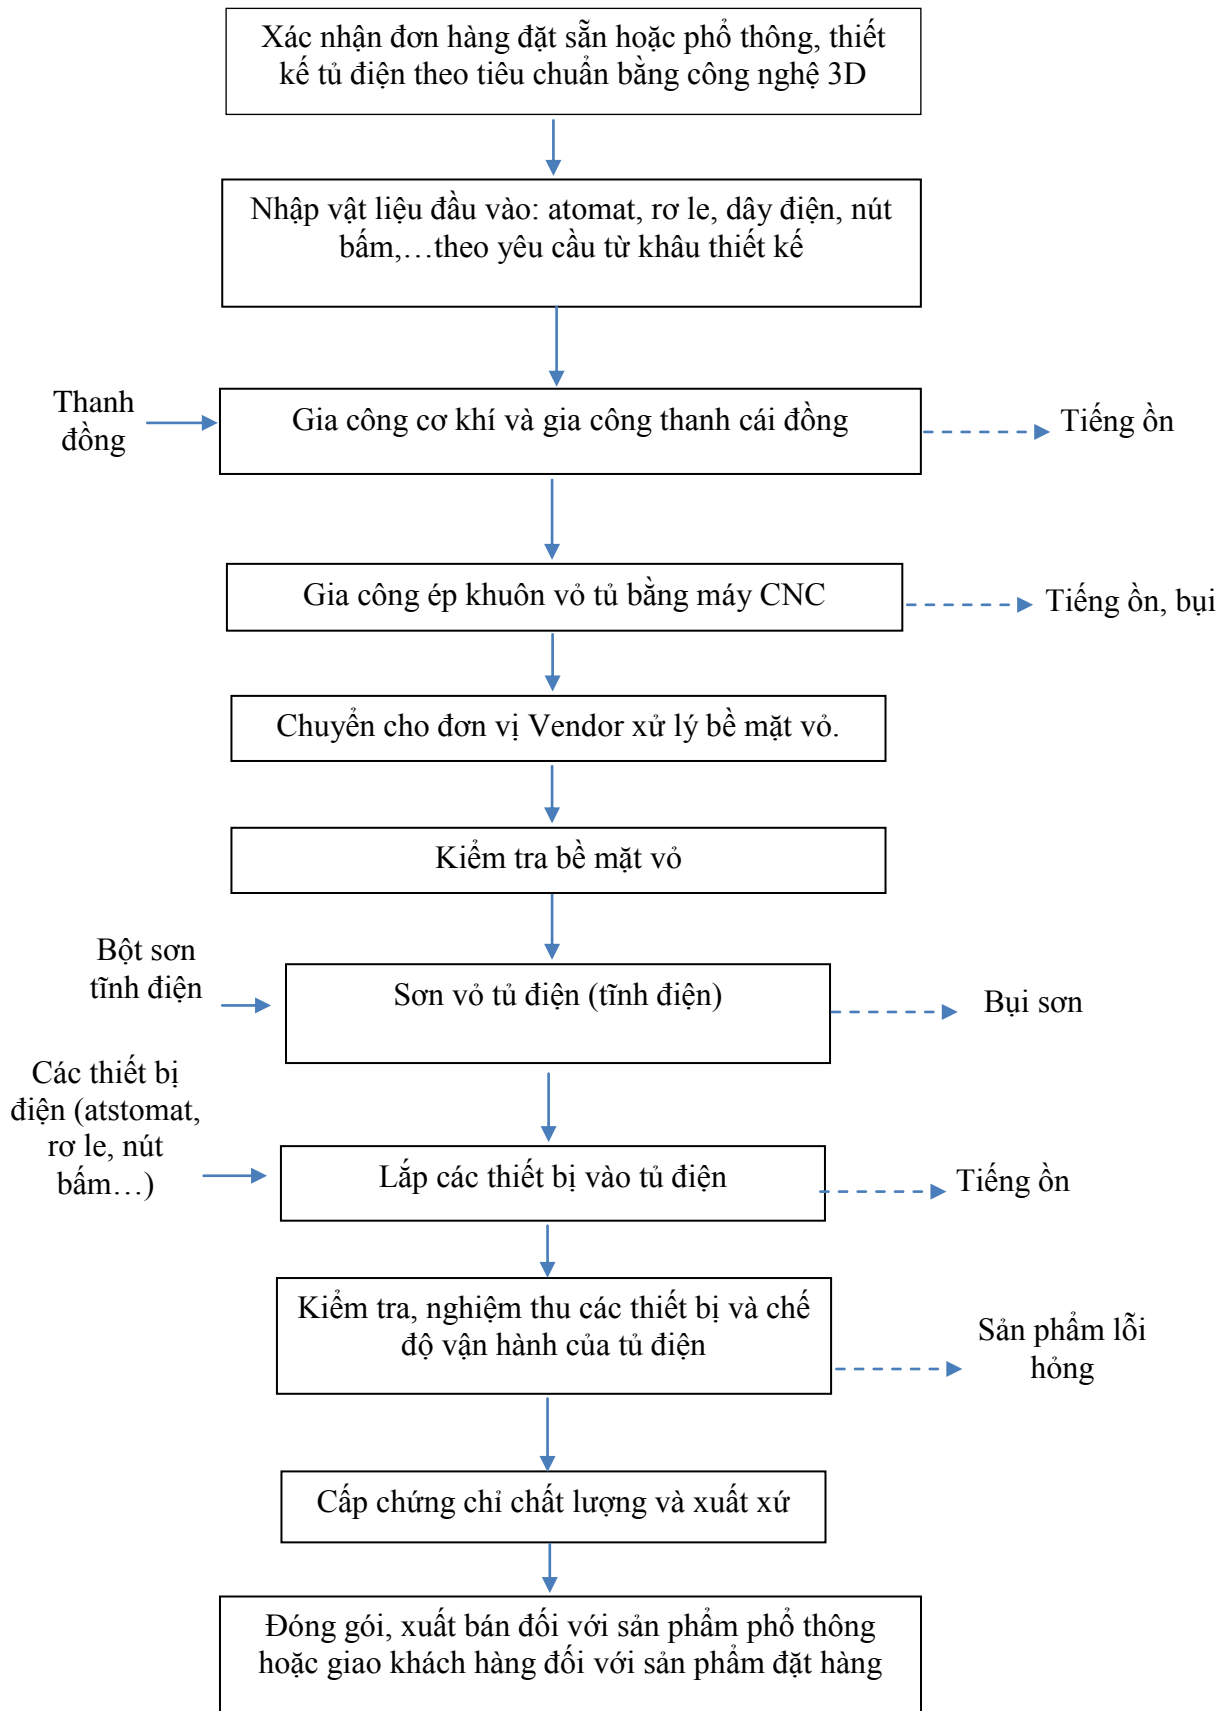 Xác nhận đơn hàng đặt sẵn hoặc phổ thông, thiết
kế tủ điện theo tiêu chuẩn bằng công nghệ 3D
Nhập vật liệu đầu vào: atomat, rơ le, dây điện, nút
bấm,…theo yêu cầu từ khâu thiết kế
Thanh
đồng
Gia công cơ khí và gia công thanh cái đồng
Tiếng ồn
Gia công ép khuôn vỏ tủ bằng máy CNC
Tiếng ồn, bụi
Chuyển cho đơn vị Vendor xử lý bề mặt vỏ.
Kiểm tra bề mặt vỏ
Bột sơn
tĩnh điện
Sơn vỏ tủ điện (tĩnh điện)
Bụi sơn
Các thiết bị
điện (atstomat,
rơ le, nút
bấm…)
Lắp các thiết bị vào tủ điện
Tiếng ồn
Kiểm tra, nghiệm thu các thiết bị và chế
độ vận hành của tủ điện
Sản phẩm lỗi
hỏng
Cấp chứng chỉ chất lượng và xuất xứ
Đóng gói, xuất bán đối với sản phẩm phổ thông
hoặc giao khách hàng đối với sản phẩm đặt hàng